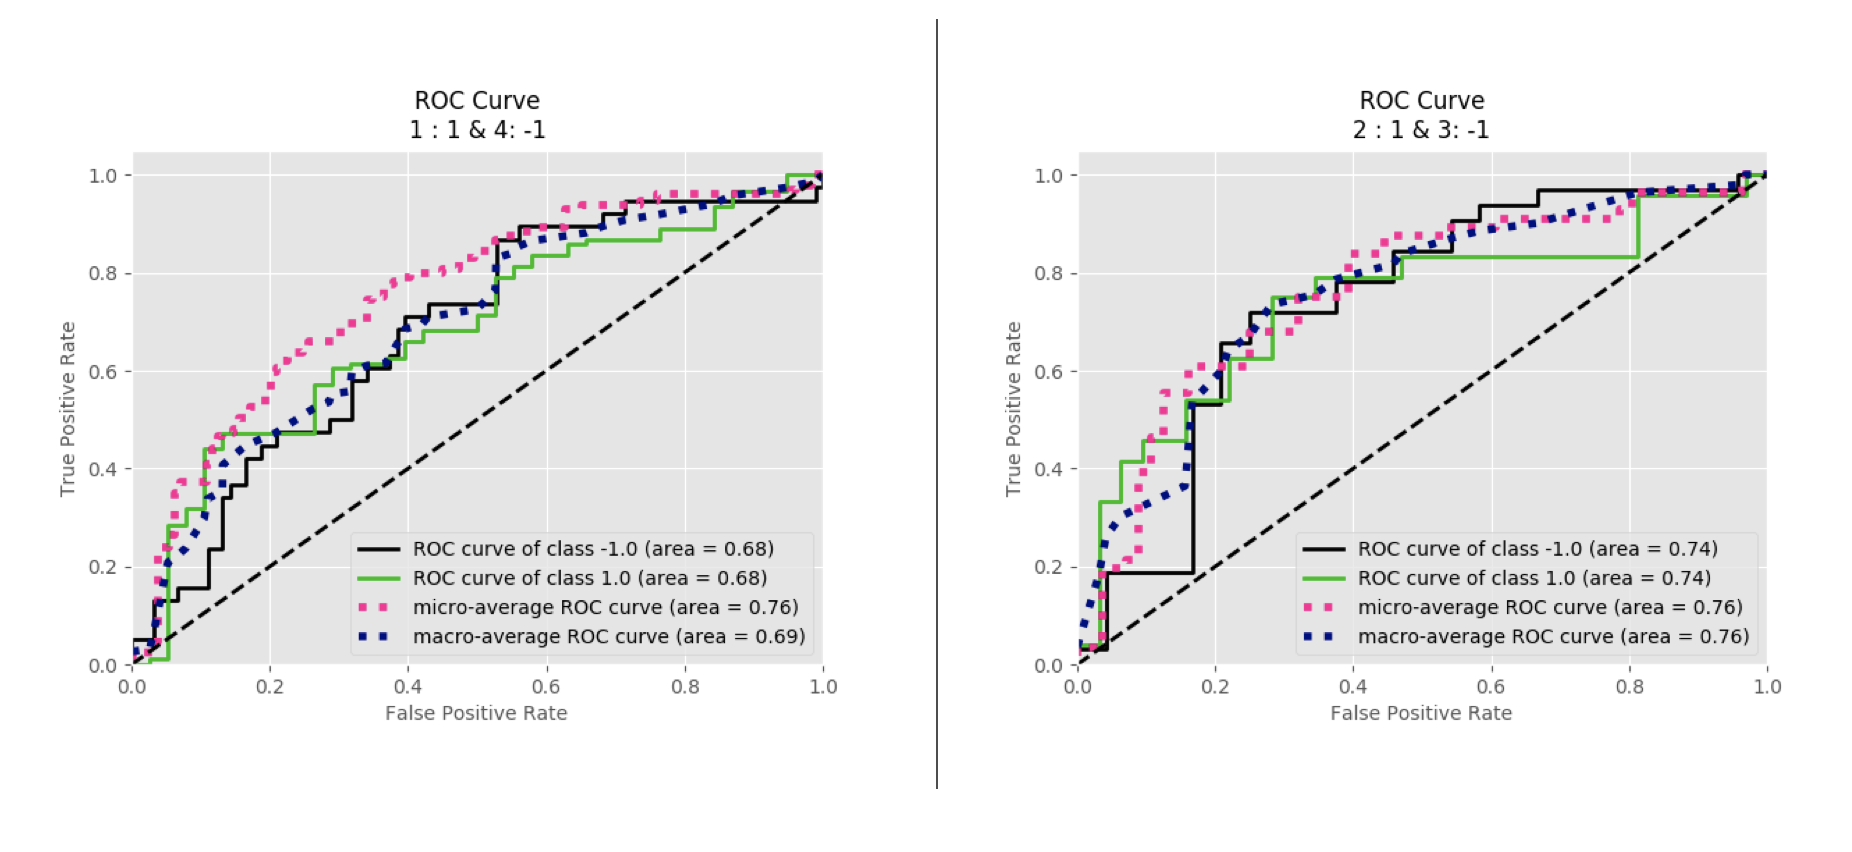 ROC Curve
1 : 1 & 4: -1
True Positive Rate
1.0
0.8
0.6
0.4
0.2
0.0
ROC curve of class -1.0 (area = 0.68)
ROC curve of class 1.0 (area = 0.68)
micro-average ROC curve (area = 0.76)
macro-average ROC curve (area = 0.69)
0.0 0.2 0.4 0.6 0.8 1.0
False Positive Rate
ROC Curve
2 : 1 & 3: -1
True Positive Rate
1.0
0.8
0.6
0.4
0.2
0.0
ROC curve of class -1.0 (area = 0.74)
ROC curve of class 1.0 (area = 0.74)
micro-average ROC curve (area = 0.76)
macro-average ROC curve (area = 0.76)
0.0 0.2 0.4 0.6 0.8 1.0
False Positive Rate